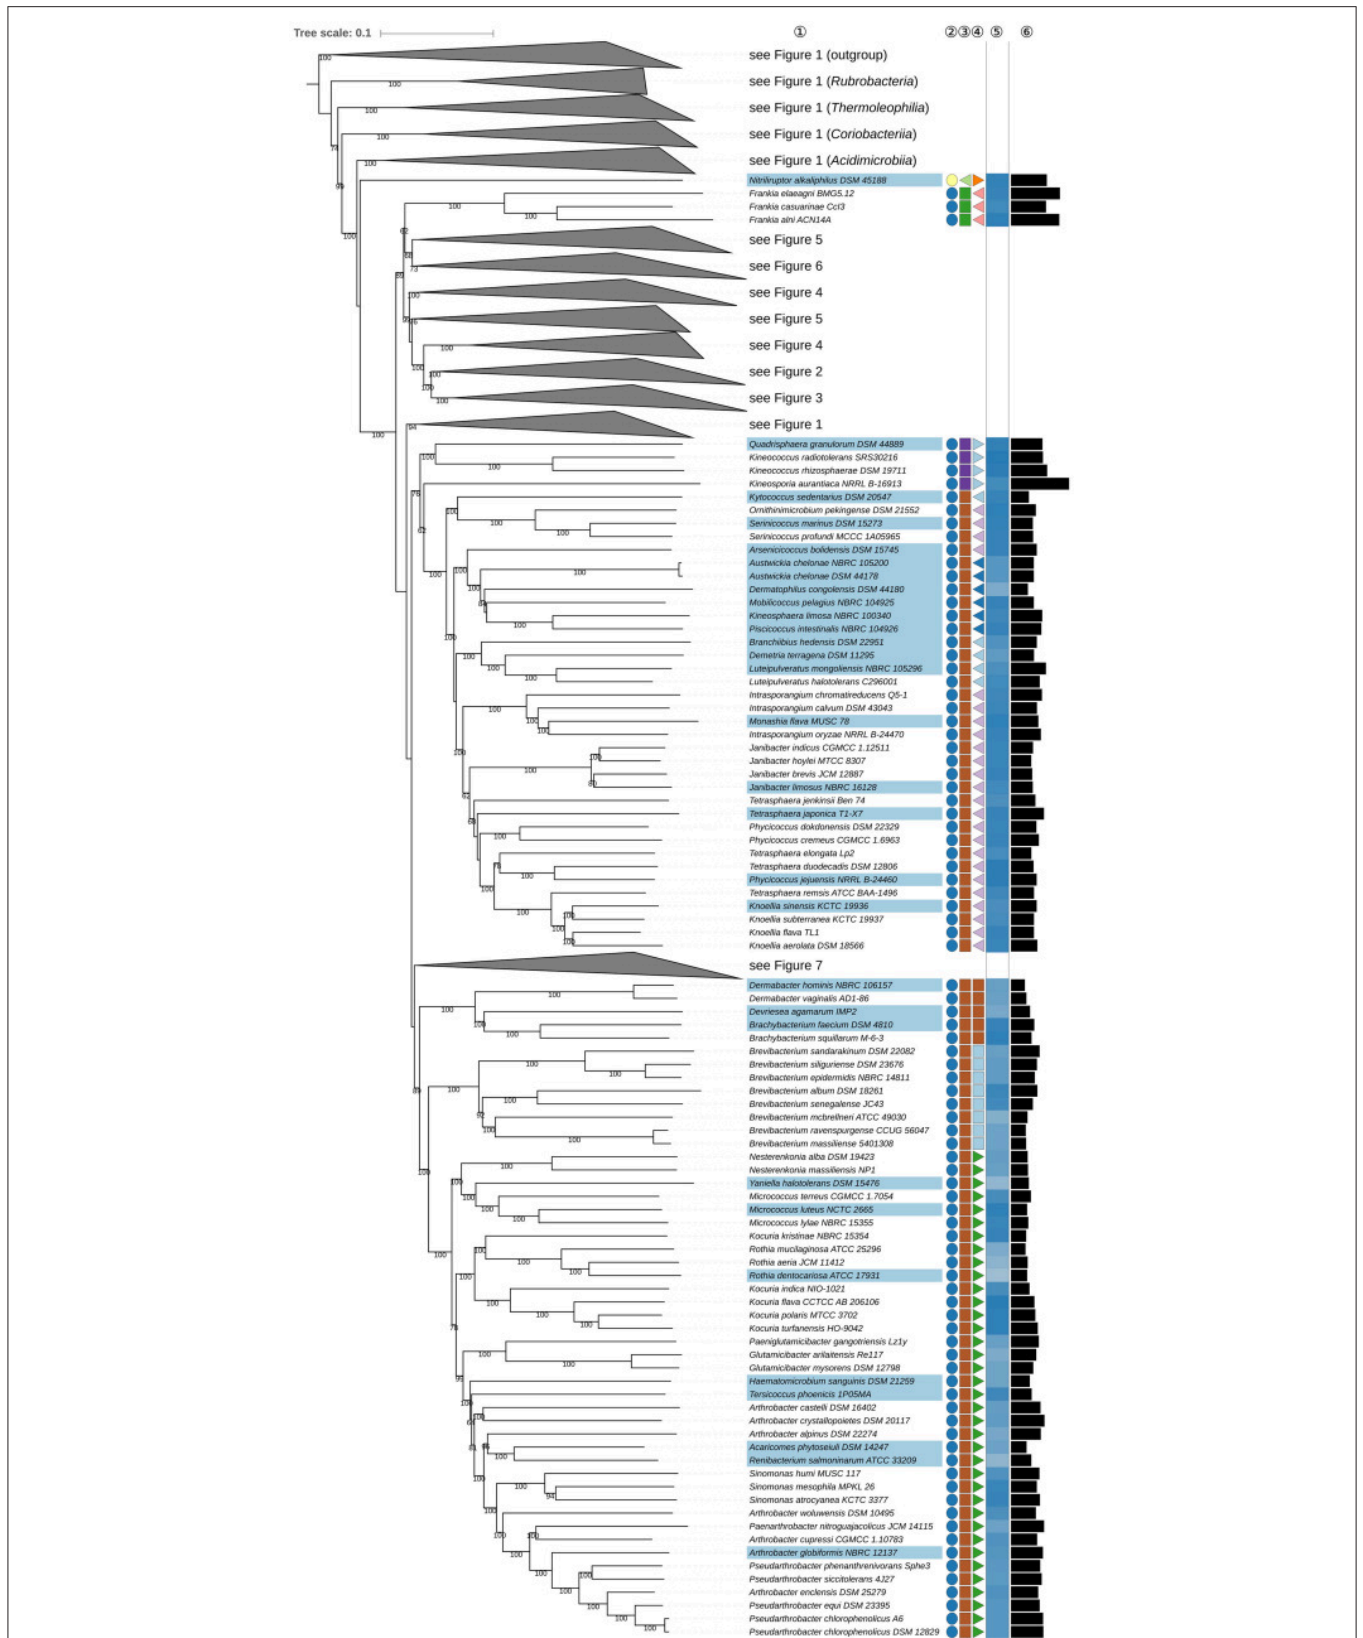 Tree scale: 0.1
① ② ③ ④ ⑤ ⑥
see Figure 1 (outgroup)
see Figure 1 (Rubrobacteria)
see Figure 1 (Thermoleophilia)
see Figure 1 (Coriobacteriia)
see Figure 1 (Acidimicrobiia)
Nitriliruptor alkaliphilus DSM 45188
Frankia elaeagni BMG5.12
Frankia casuarinae CcI3
Frankia alni ACN14A
see Figure 5
see Figure 6
see Figure 4
see Figure 5
see Figure 4
see Figure 2
see Figure 3
see Figure 1
Quadrisphaera granulorum DSM 44889
Kineococcus radiotolerans SRS30216
Kineococcus rhizosphaerae DSM 19711
Kineosporia aurantiaca NRRL B-16913
Kytococcus sedentarius DSM 20547
Ornithinimicrobium pekingense DSM 21552
Serinicoccus marinus DSM 15273
Serinicoccus profundi MCCC 1A05965
Arsenicicoccus bolidensis DSM 15745
Austwickia chelonae NBRC 105200
Austwickia chelonae DSM 44178
Dermatophilus congolensis DSM 44180
Mobilicoccus pelagius NBRC 104925
Kineosphaera limosa NBRC 100340
Piscicoccus intestinalis NBRC 104926
Branchiibius hedensis DSM 22951
Demetria terragena DSM 11295
Luteipulveratus mongoliensis NBRC 105296
Luteipulveratus halotolerans C296001
Intrasporangium chromatireducens Q5-1
Intrasporangium calvum DSM 43043
Monashia flava MUSC 78
Intrasporangium oryzae NRRL B-24470
Janibacter indicus CGMCC 1.12511
Janibacter hoylei MTCC 8307
Janibacter brevis JCM 12887
Janibacter limosus NBRC 16128
Tetrasphaera jenkinsii Ben 74
Tetrasphaera japonica T1-X7
Phycicoccus dokdonensis DSM 22329
Phycicoccus cremeus CGMCC 1.6963
Tetrasphaera elongata Lp2
Tetrasphaera duodecadis DSM 12806
Phycicoccus jejuensis NRRL B-24460
Tetrasphaera remsis ATCC BAA-1496
Knoellia sinensis KCTC 19936
Knoellia subterranea KCTC 19937
Knoellia flava TL1
Knoellia aerolata DSM 18566
see Figure 7
Dermabacter hominis NBRC 106157
Dermabacter vaginalis AD1-86
Devriesea agamarum IMP2
Brachybacterium faecium DSM 4810
Brachybacterium squillarum M-6-3
Brevibacterium sandarakinum DSM 22082
Brevibacterium siliguriense DSM 23676
Brevibacterium epidermidis NBRC 14811
Brevibacterium album DSM 18261
Brevibacterium senegalense JC43
Brevibacterium mcbrellneri ATCC 49030
Brevibacterium ravenspurgense CCUG 56047
Brevibacterium massiliense 5401308
Nesterenkonia alba DSM 19423
Nesterenkonia massiliensis NP1
Yaniella halotolerans DSM 15476
Micrococcus terreus CGMCC 1.7054
Micrococcus luteus NCTC 2665
Micrococcus lylae NBRC 15355
Kocuria kristinae NBRC 15354
Rothia mucilaginosa ATCC 25296
Rothia aeria JCM 11412
Rothia dentocariosa ATCC 17931
Kocuria indica NIO-1021
Kocuria flava CCTCC AB 206106
Kocuria polaris MTCC 3702
Kocuria turfanensis HO-9042
Paeniglutamicibacter gangotriensis Lz1y
Glutamicibacter arilaitensis Re117
Glutamicibacter mysorens DSM 12798
Haematomicrobium sanguinis DSM 21259
Tersicoccus phoenicis 1P05MA
Arthrobacter castelli DSM 16402
Arthrobacter crystallopoietes DSM 20117
Arthrobacter alpinus DSM 22274
Acaricomes phytoseiuli DSM 14247
Renibacterium salmoninarum ATCC 33209
Sinomonas humi MUSC 117
Sinomonas mesophila MPKL 26
Sinomonas atrocyanea KCTC 3377
Arthrobacter woluwensis DSM 10495
Paenarthrobacter nitroguajacolicus JCM 14115
Arthrobacter cupressi CGMCC 1.10783
Arthrobacter globiformis NBRC 12137
Pseudarthrobacter phenanthrenivorans Sphe3
Pseudarthrobacter siccitolerans 4J27
Arthrobacter enclensis DSM 25279
Pseudarthrobacter equi DSM 23395
Pseudarthrobacter chlorophenolicus A6
Pseudarthrobacter chlorophenolicus DSM 12829